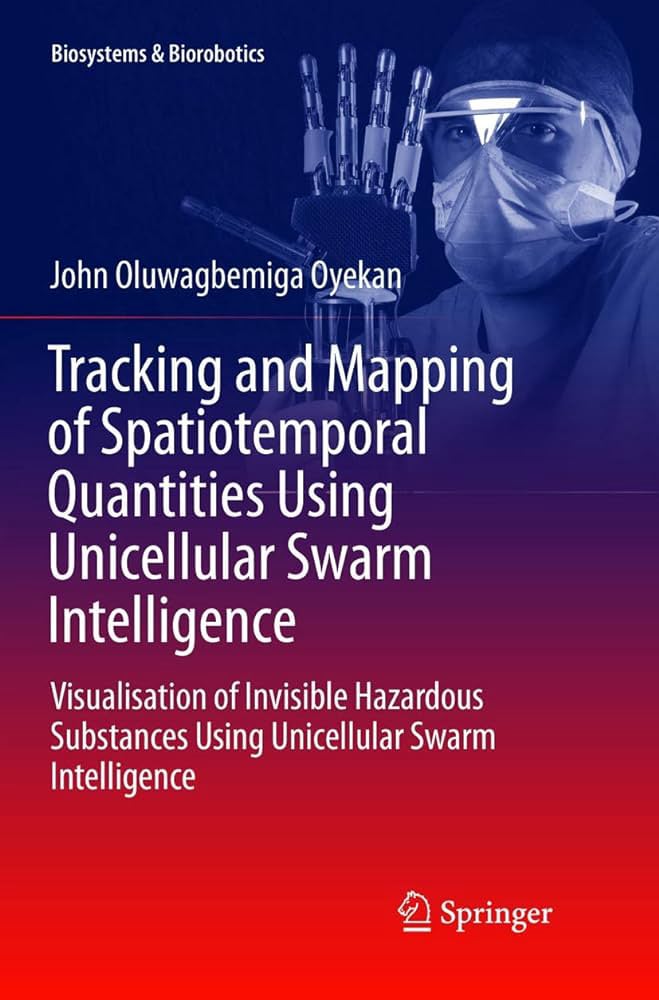 Biosystems & Biorobotics
John Oluwagbemiga Oyekan
Tracking and Mapping
of Spatiotemporal
Quantities Using
Unicellular Swarm
Intelligence
Visualisation of Invisible Hazardous
Substances Using Unicellular Swarm
Intelligence
Springer